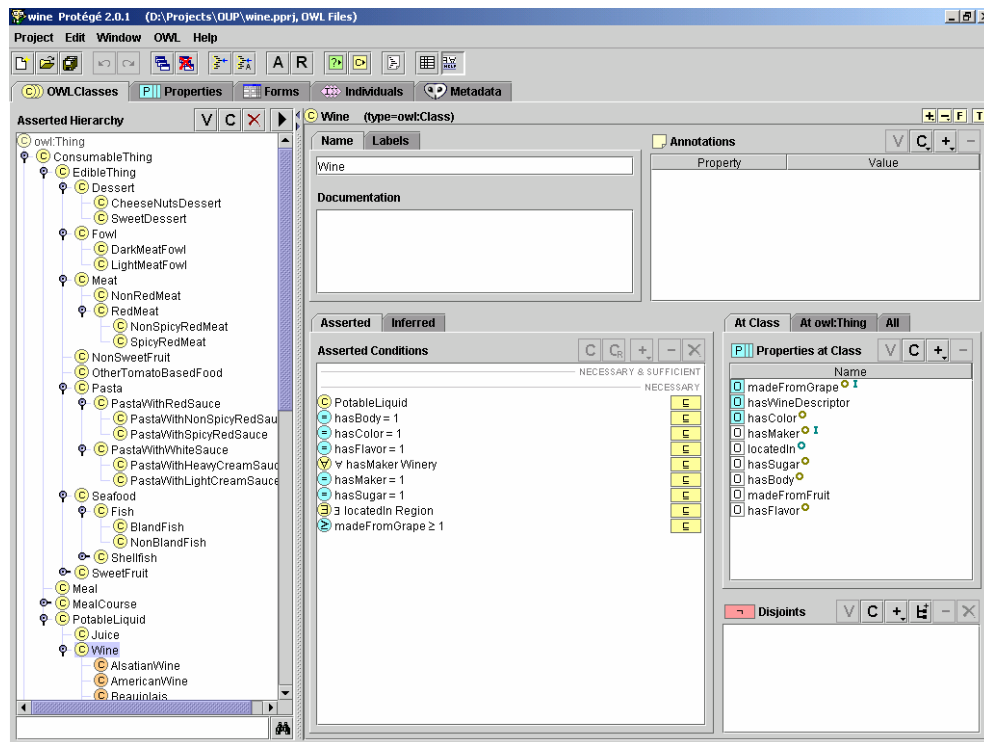 wine Protégé 2.0.1 (D:\Projects\OUP\wine.pprj, OWL Files)
Project Edit Window OWL Help
A R
OWLClasses Properties Forms Individuals Metadata
Asserted Hierarchy V C
owl:Thing
ConsumableThing
EdibleThing
Dessert
CheeseNutsDessert
SweetDessert
Fowl
DarkMeatFowl
LightMeatFowl
Meat
NonRedMeat
RedMeat
NonSpicyRedMeat
SpicyRedMeat
NonSweetFruit
OtherTomatoBasedFood
Pasta
PastaWithRedSauce
PastaWithNonSpicyRedSau
PastaWithSpicyRedSauce
PastaWithWhiteSauce
PastaWithHeavyCreamSauc
PastaWithLightCreamSauce
Seafood
Fish
BlandFish
NonBlandFish
Shellfish
SweetFruit
Meal
MealCourse
PotableLiquid
Juice
Wine
AlsatianWine
AmericanWine
Beaujolais
C Wine (type=owl:Class) + - F T
Name Labels
Wine
Documentation
Annotations V C + -
Property Value
Asserted Inferred
Asserted Conditions C CR + - X
NECESSARY & SUFFICIENT
NECESSARY
C PotableLiquid ⊑
= hasBody = 1 ⊑
= hasColor = 1 ⊑
= hasFlavor = 1 ⊑
∀ ∀ hasMaker Winery ⊑
= hasMaker = 1 ⊑
= hasSugar = 1 ⊑
∃ ∃ locatedIn Region ⊑
≥ madeFromGrape ≥ 1 ⊑
At Class At owl:Thing All
P Properties at Class V C + -
Name
O madeFromGrape I
O hasWineDescriptor
O hasColor
O hasMaker I
O locatedIn
O hasSugar
O hasBody
O madeFromFruit
O hasFlavor
¬ Disjoints V C + - X